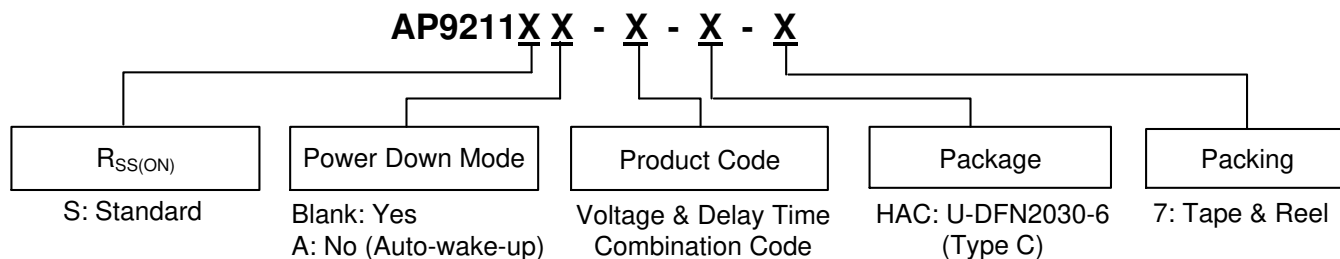 AP9211X X - X - X - X
RSS(ON)
Power Down Mode
Product Code
Package
Packing
S: Standard
Blank: Yes
A: No (Auto-wake-up)
Voltage & Delay Time
Combination Code
HAC: U-DFN2030-6
(Type C)
7: Tape & Reel